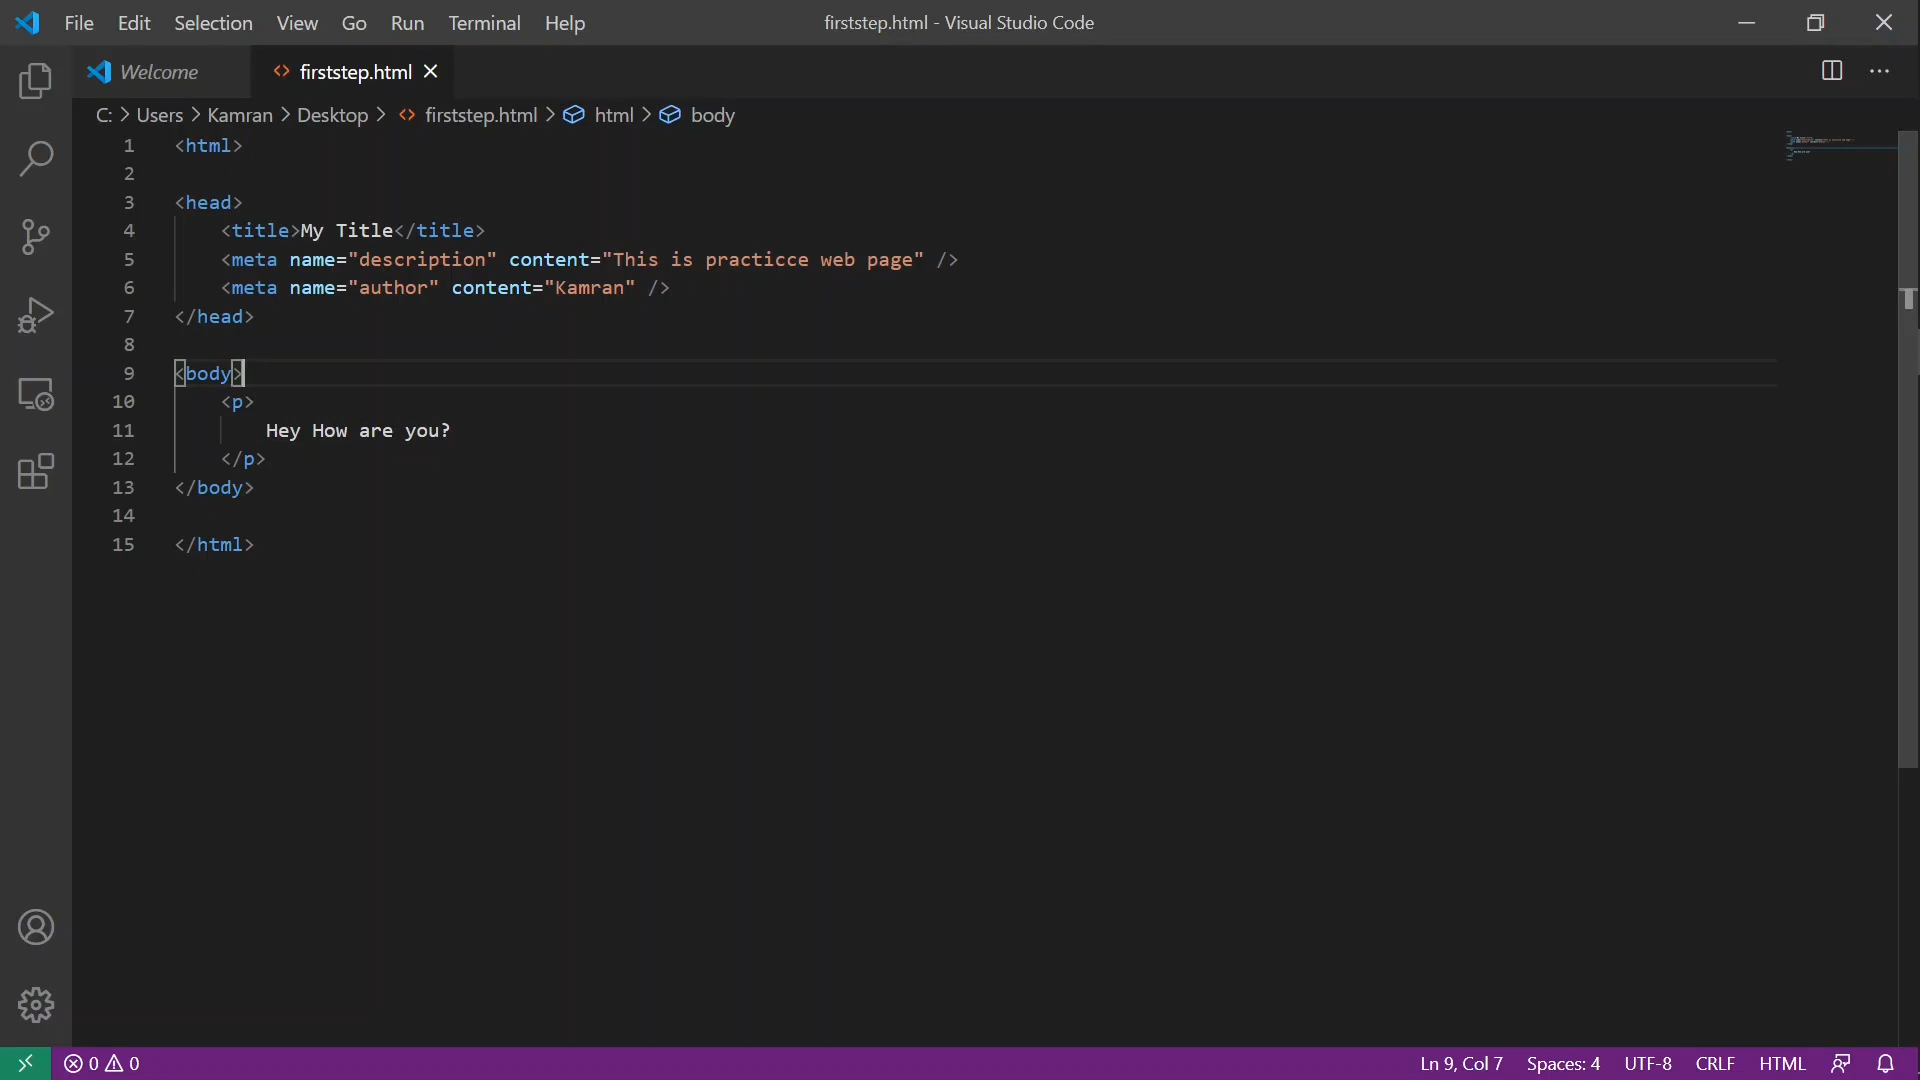 File Edit Selection View Go Run Terminal Help firststep.html - Visual Studio Code
Welcome firststep.html
C: > Users > Kamran > Desktop > firststep.html > html > body
1 <html>
2
3 <head>
4 <title>My Title</title>
5 <meta name="description" content="This is practicce web page" />
6 <meta name="author" content="Kamran" />
7 </head>
8
9 <body>
10 <p>
11 Hey How are you?
12 </p>
13 </body>
14
15 </html>
0 0 Ln 9, Col 7 Spaces: 4 UTF-8 CRLF HTML